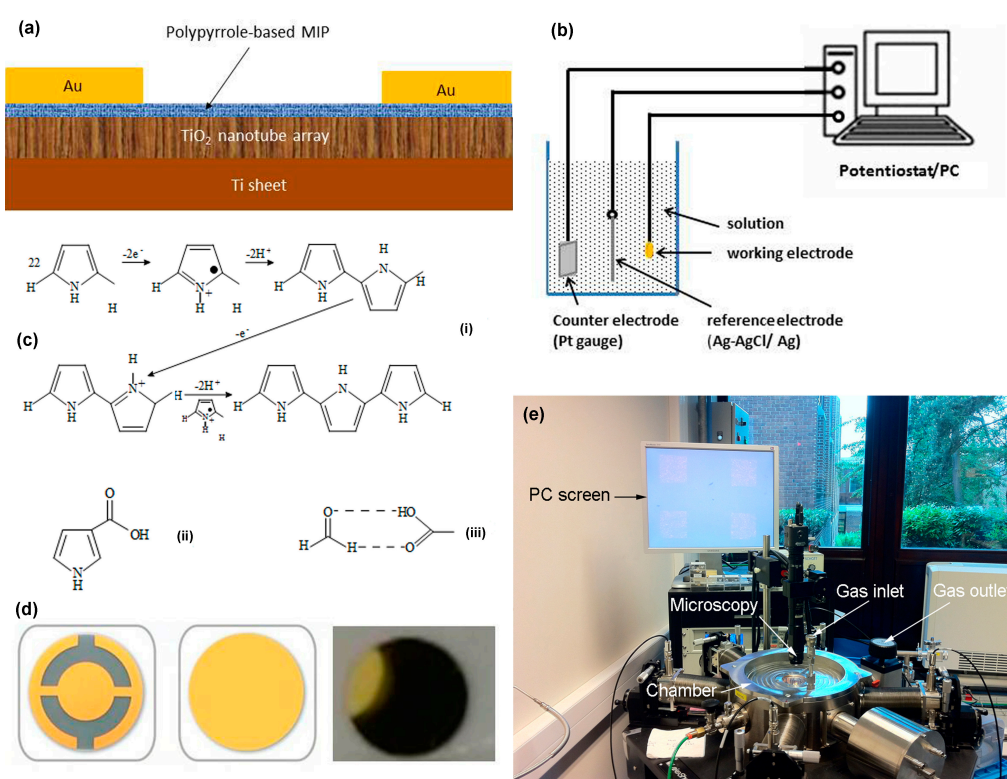 (a)
Polypyrrole-based MIP
Au
Au
TiO₂ nanotube array
Ti sheet
(b)
Potentiostat/PC
solution
working electrode
Counter electrode
(Pt gauge)
reference electrode
(Ag-AgCl/ Ag)
22
H
N
H
H
-2e⁻
N
+
H
H
-2H⁺
H
N
H
H
N
H
(i)
(c)
-e⁻
H
N
H
H
N⁺
H
-2H⁺
N
+
H
H
H
N
H
H
N
N
H
H
O
OH
N
H
(ii)
O
H
H
HO
O
(iii)
(d)
(e)
PC screen
Microscopy
Gas inlet
Gas outlet
Chamber